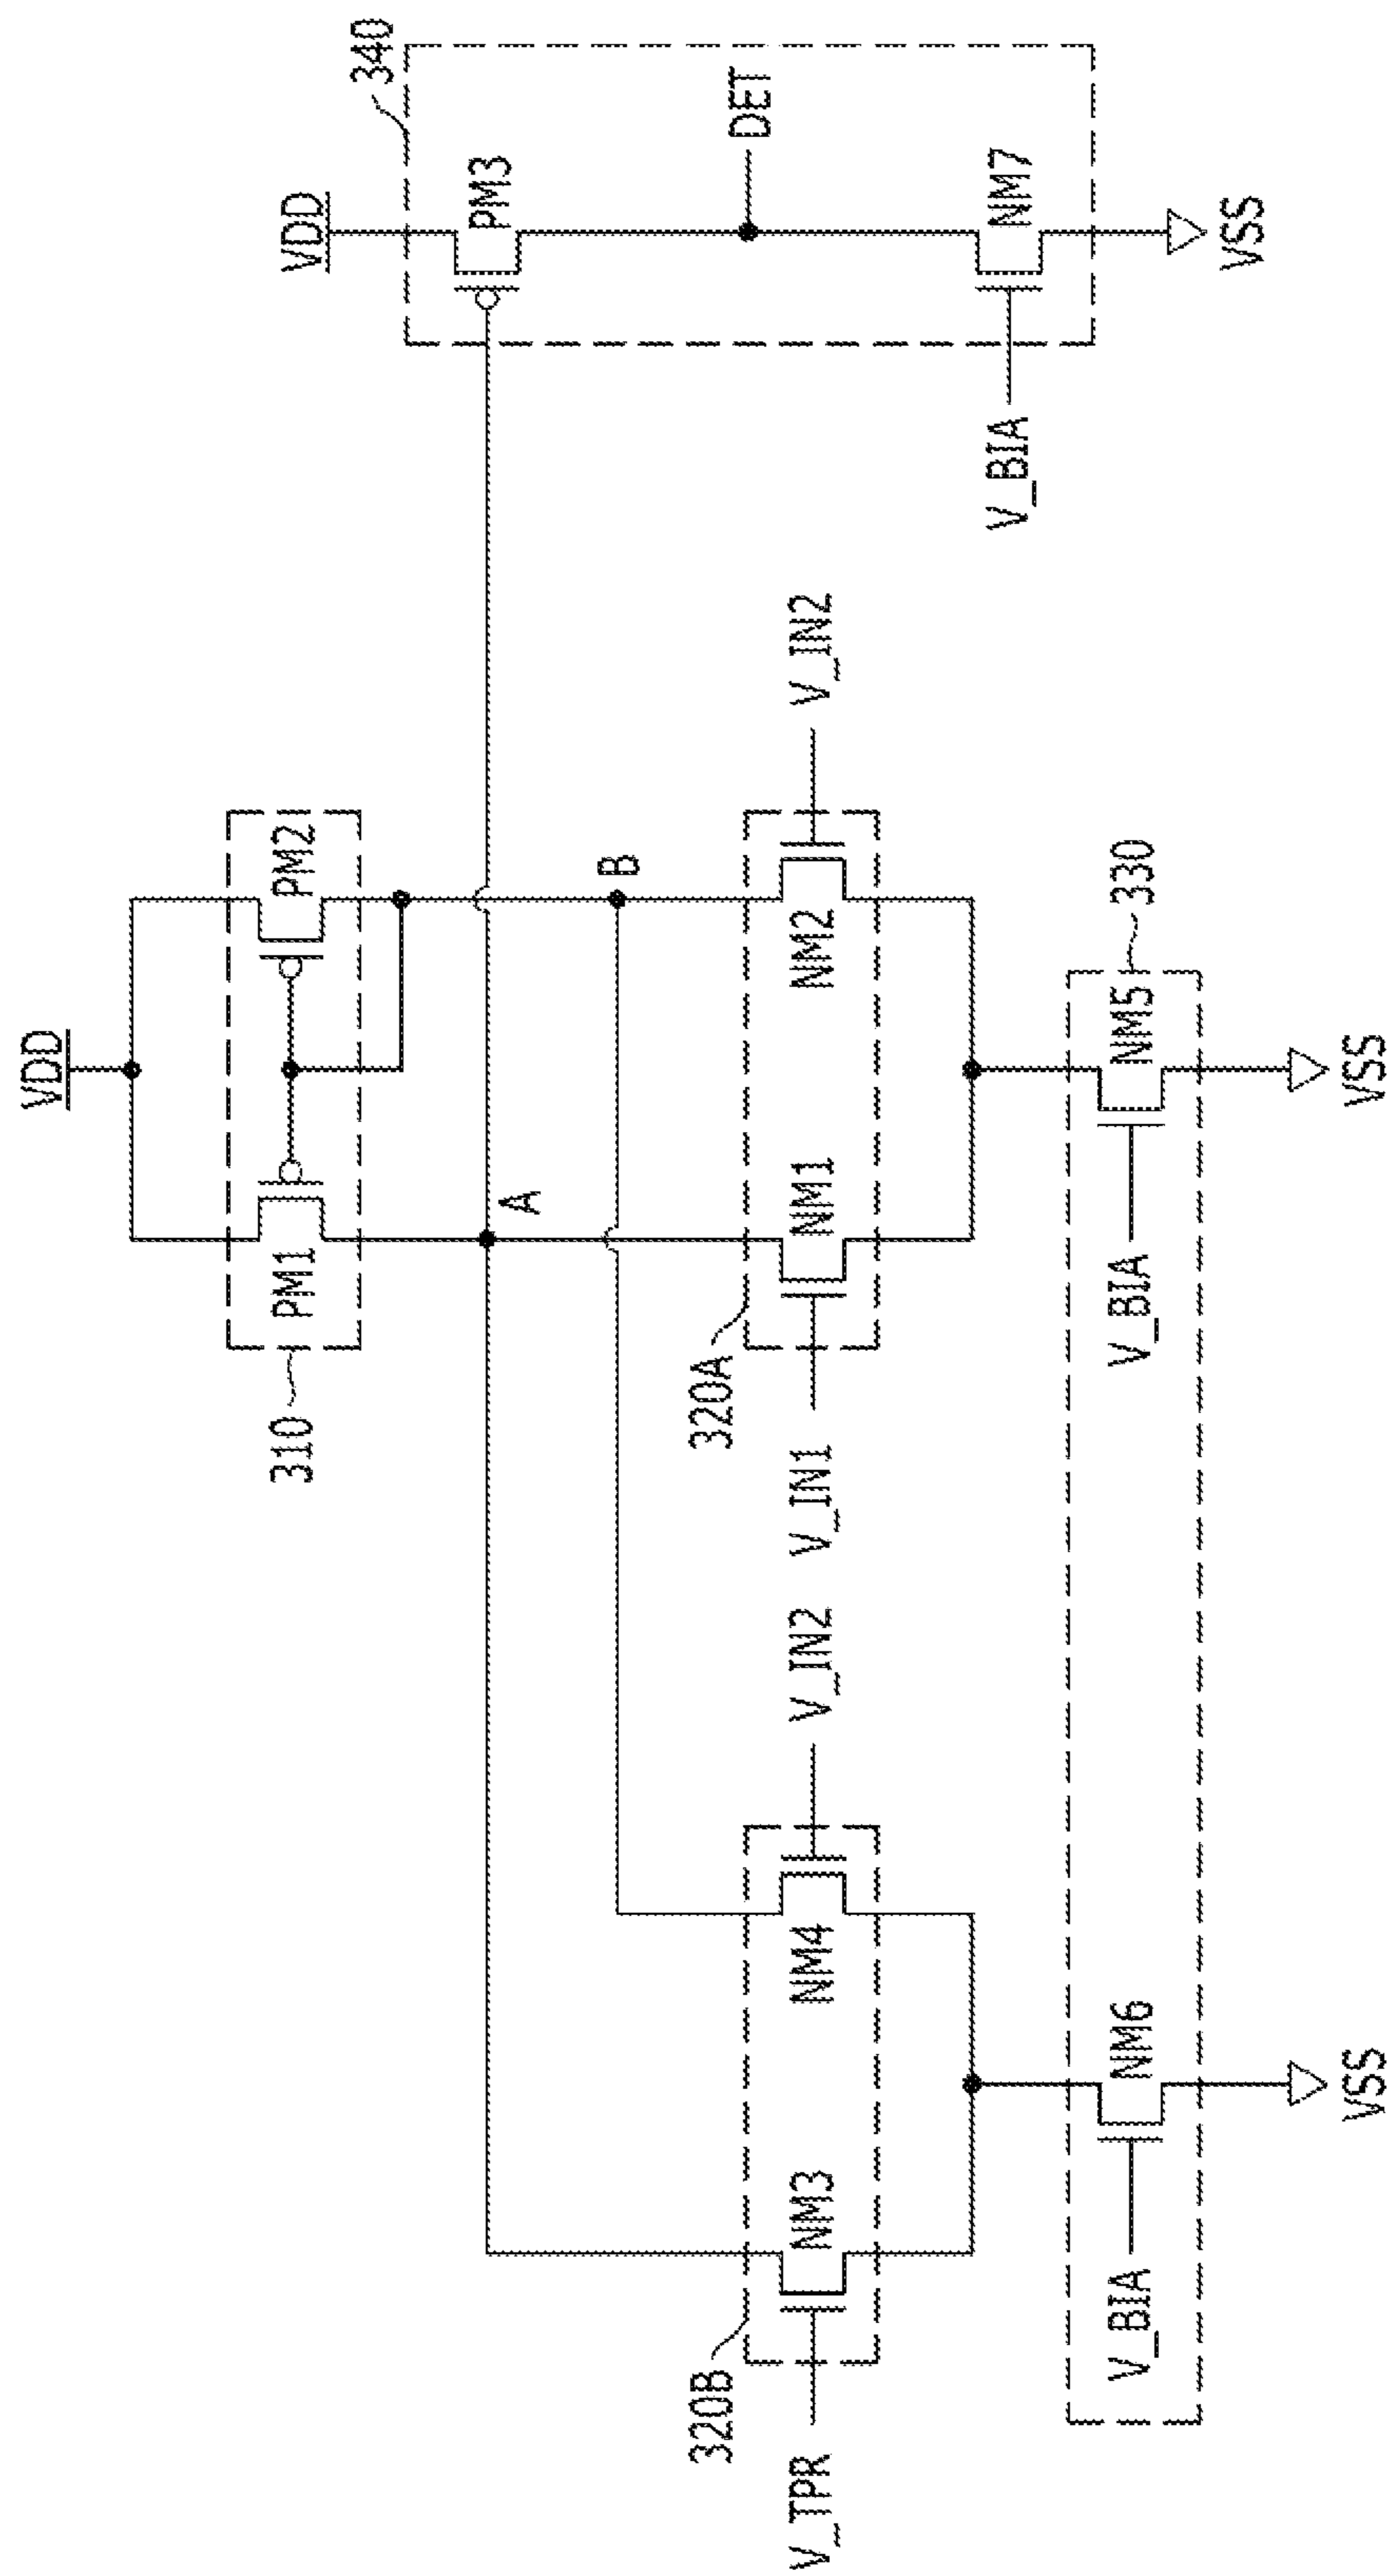 VDD
VDD
340
310
PM1
PM2
PM3
A
B
DET
320B
320A
V_TPR
NM3
NM4
V_IN2
V_IN1
NM1
NM2
V_IN2
V_BIA
NM7
VSS
V_BIA
NM6
V_BIA
NM5
330
VSS
VSS